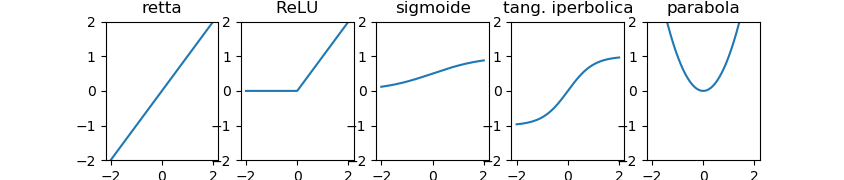 retta ReLU sigmoide tang. iperbolica parabola
2 2 2 2 2
1 1 1 1 1
0 0 0 0 0
−1 −1 −1 −1 −1
−2 −2 −2 −2 −2
−2 0 2 −2 0 2 −2 0 2 −2 0 2 −2 0 2